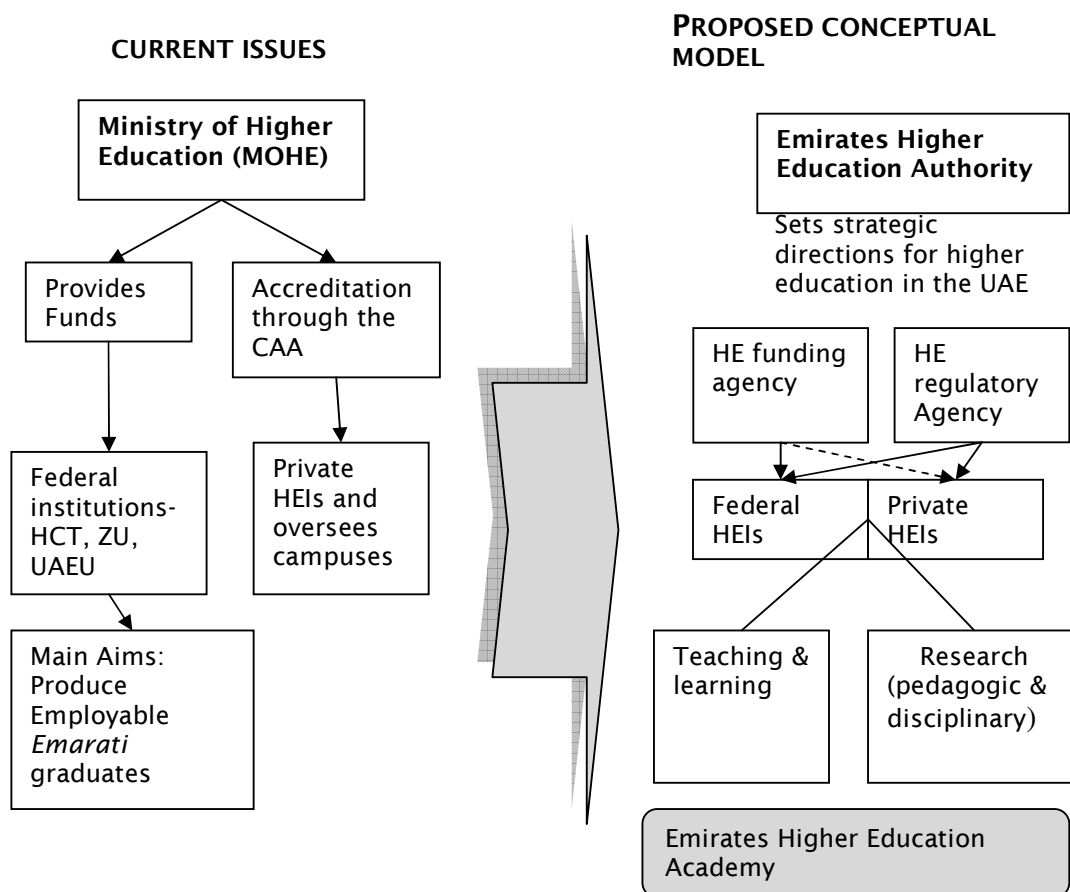 CURRENT ISSUES
Ministry of Higher
Education (MOHE)
Provides
Funds
Accreditation
through the
CAA
Federal
institutions-
HCT, ZU,
UAEU
Private
HEIs and
oversees
campuses
Main Aims:
Produce
Employable
Emarati
graduates
PROPOSED CONCEPTUAL
MODEL
Emirates Higher
Education Authority
Sets strategic
directions for higher
education in the UAE
HE funding
agency
HE
regulatory
Agency
Federal
HEIs
Private
HEIs
Teaching &
learning
Research
(pedagogic &
disciplinary)
Emirates Higher Education
Academy